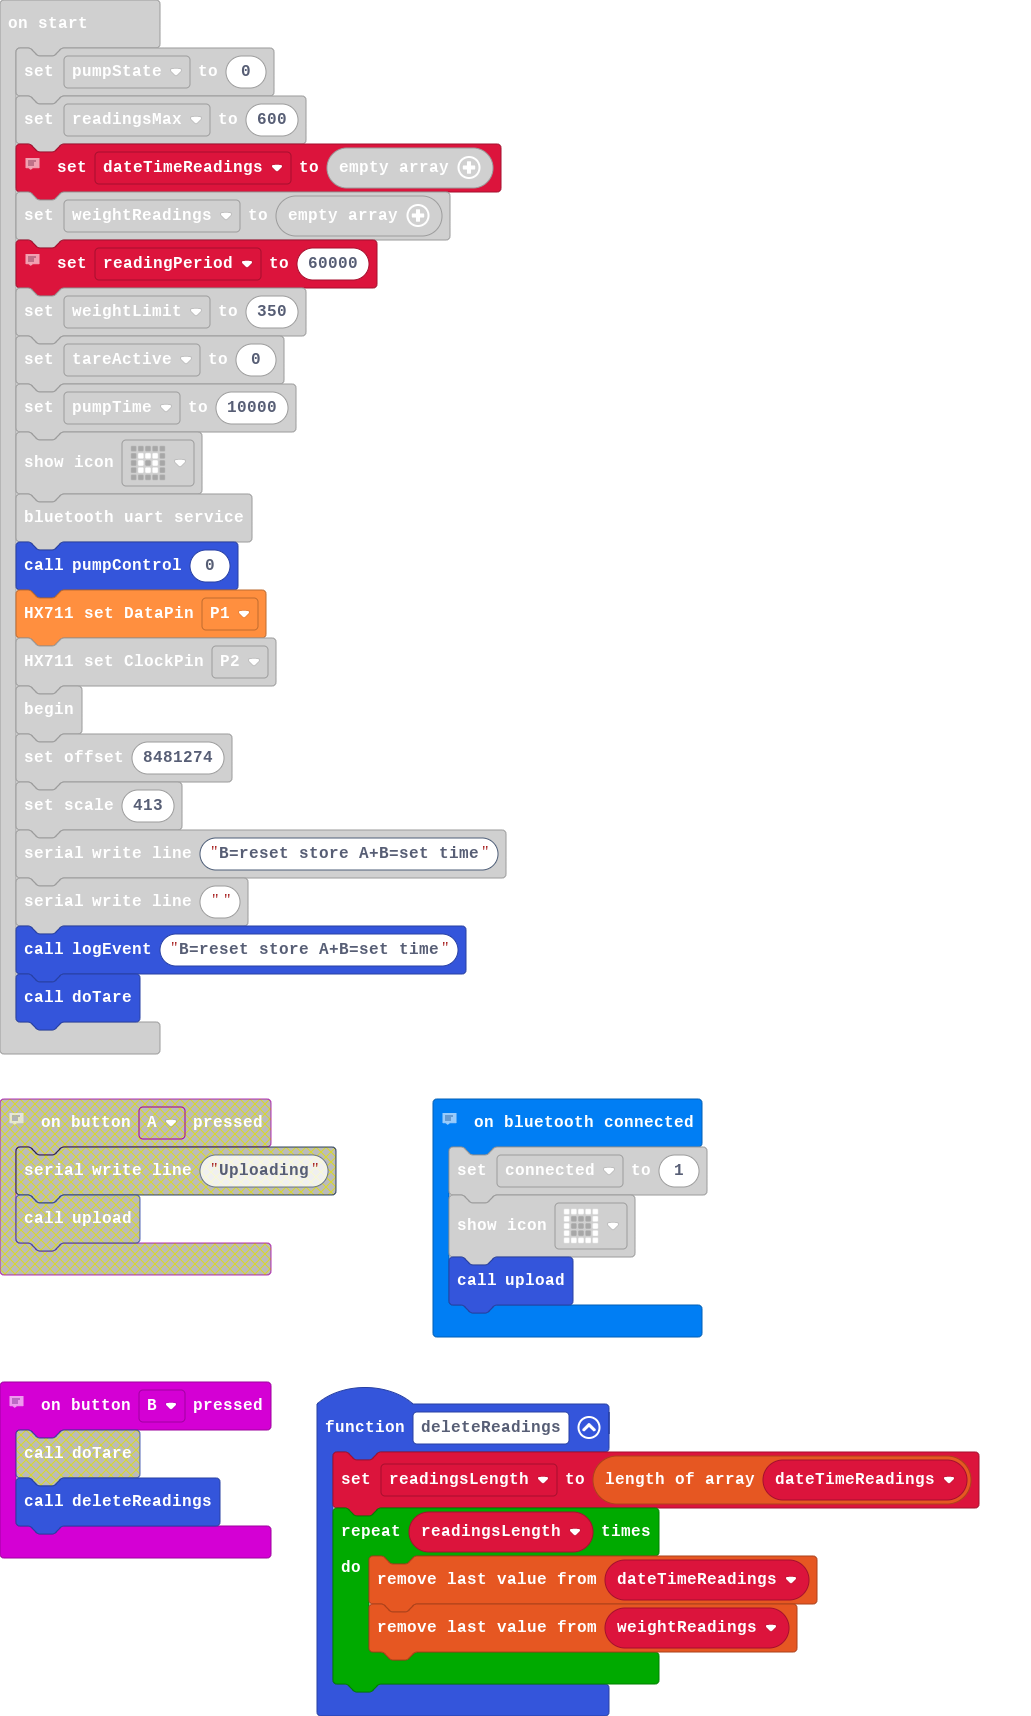 on start
set pumpState to 0
set readingsMax to 600
set dateTimeReadings to empty array
set weightReadings to empty array
set readingPeriod to 60000
set weightLimit to 350
set tareActive to 0
set pumpTime to 10000
show icon
bluetooth uart service
call pumpControl 0
HX711 set DataPin P1
HX711 set ClockPin P2
begin
set offset 8481274
set scale 413
serial write line "B=reset store A+B=set time"
serial write line ""
call logEvent "B=reset store A+B=set time"
call doTare
on button A pressed
serial write line "Uploading"
call upload
on bluetooth connected
set connected to 1
show icon
call upload
on button B pressed
call doTare
call deleteReadings
function deleteReadings
set readingsLength to length of array dateTimeReadings
repeat readingsLength times
do
remove last value from dateTimeReadings
remove last value from weightReadings